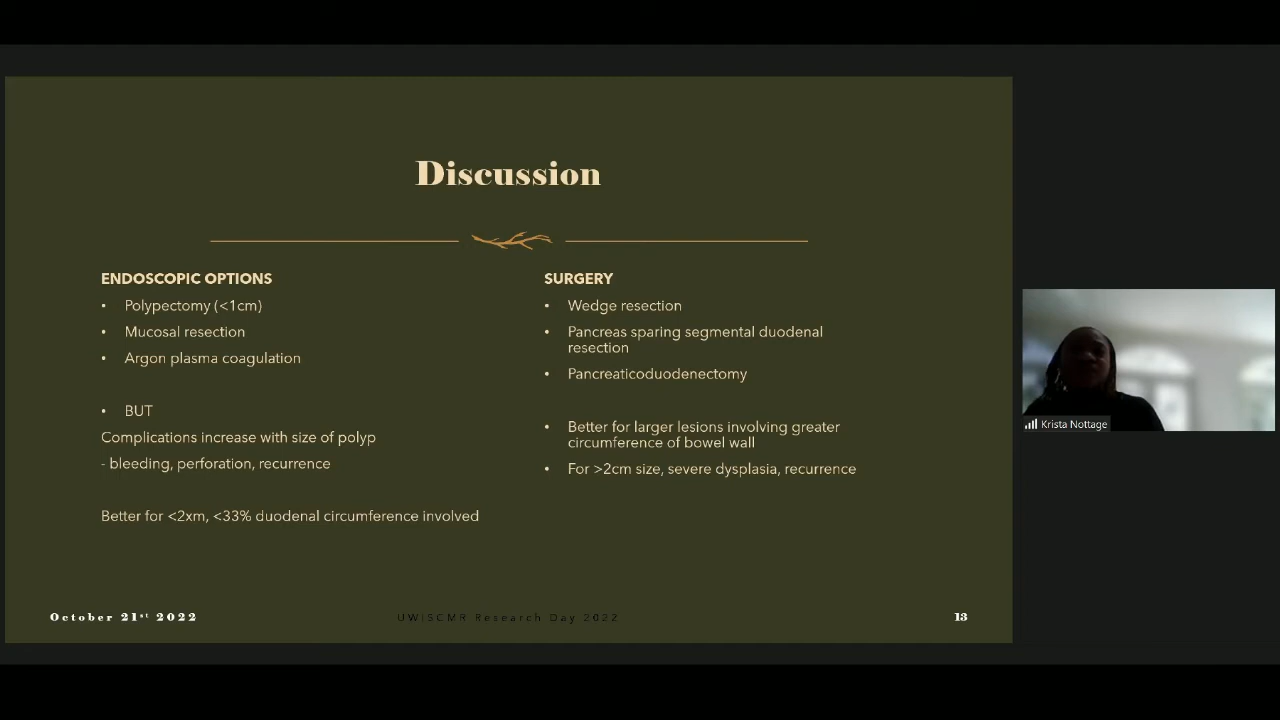 Discussion
ENDOSCOPIC OPTIONS
• Polypectomy (<1cm)
• Mucosal resection
• Argon plasma coagulation
• BUT
Complications increase with size of polyp
- bleeding, perforation, recurrence
Better for <2xm, <33% duodenal circumference involved
SURGERY
• Wedge resection
• Pancreas sparing segmental duodenal
resection
• Pancreaticoduodenectomy
• Better for larger lesions involving greater
circumference of bowel wall
• For >2cm size, severe dysplasia, recurrence
Krista Nottage
October 21st 2022
UWISCMR Research Day 2022
13